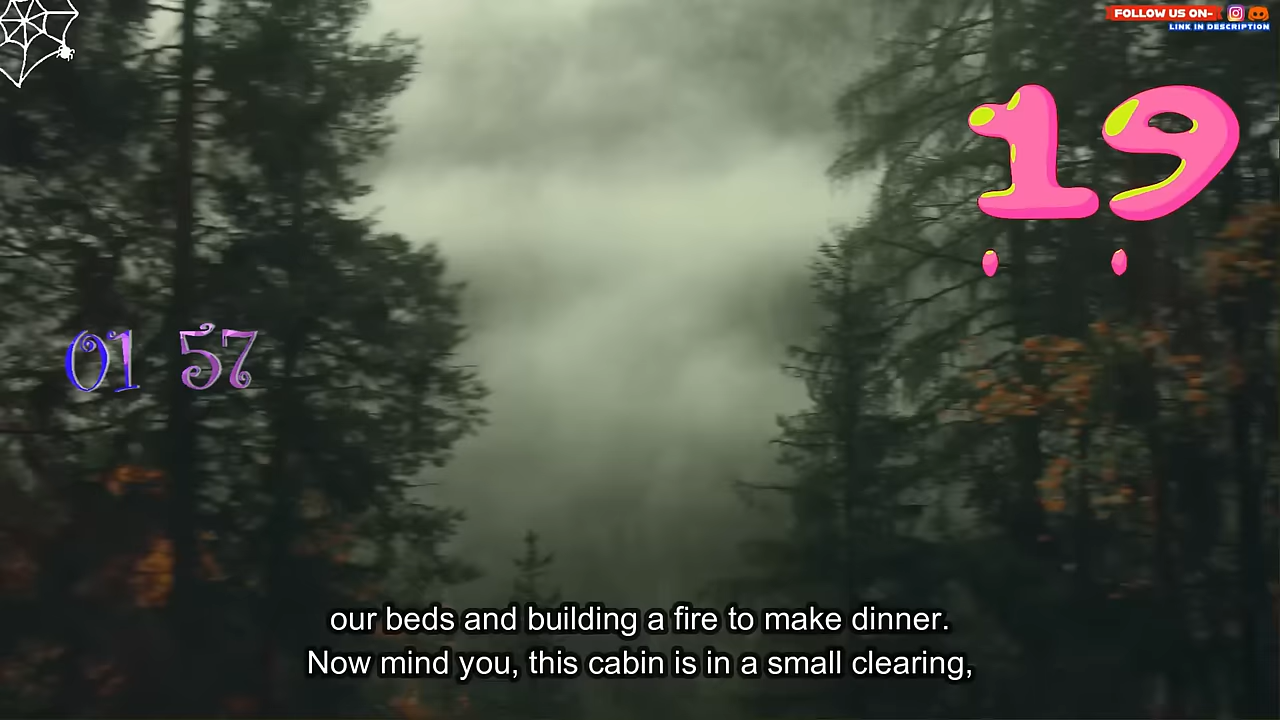 FOLLOW US ON-
LINK IN DESCRIPTION
19
01 57
our beds and building a fire to make dinner.
Now mind you, this cabin is in a small clearing,